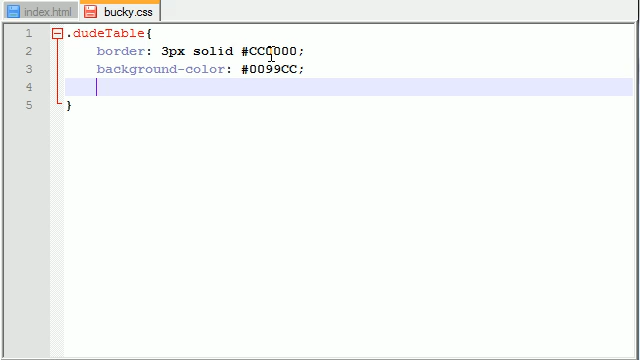 index.html bucky.css
1 .dudeTable{
2 border: 3px solid #CC0000;
3 background-color: #0099CC;
4
5 }